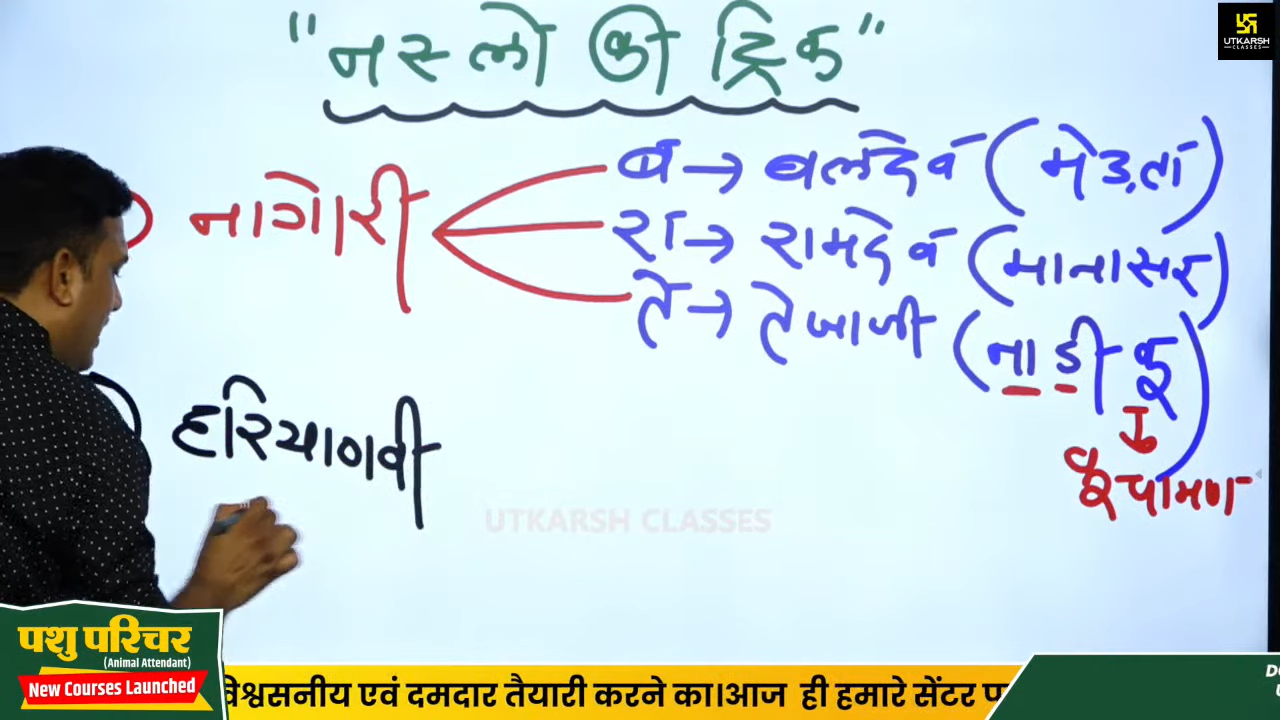 "नस्लो की ट्रिक"
UTKARSH
CLASSES
नागोरी
ब → बलदेव (मेड़ता)
रा → रामदेव (मानासर)
ते → तेजाजी (नाडी कु)
कुचामण
हरियाणवी
UTKARSH CLASSES
पशु परिचर
(Animal Attendant)
New Courses Launched
विश्वसनीय एवं दमदार तैयारी करने का।आज ही हमारे सेंटर